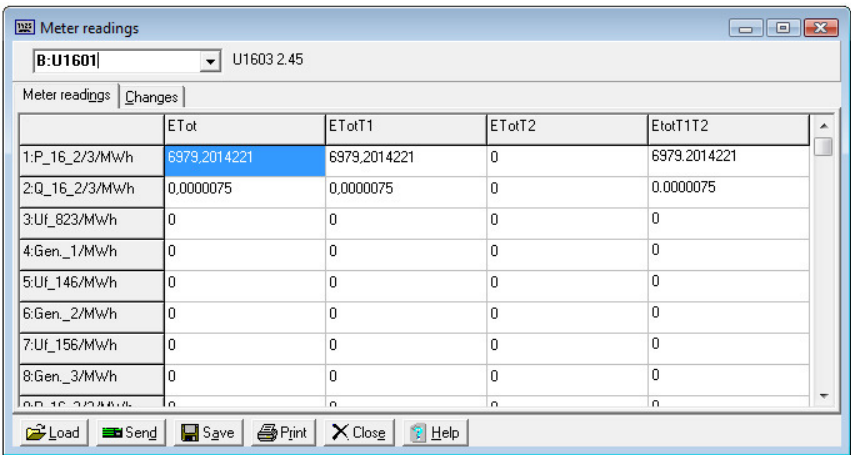 Meter readings
B:U1601 U1603 2.45
Meter readings Changes
ETot ETotT1 ETotT2 EtotT1T2
1:P_16_2/3/MWh 6979,2014221 6979,2014221 0 6979.2014221
2:Q_16_2/3/MWh 0,0000075 0,0000075 0 0.0000075
3:Uf_823/MWh 0 0 0 0
4:Gen._1/MWh 0 0 0 0
5:Uf_146/MWh 0 0 0 0
6:Gen._2/MWh 0 0 0 0
7:Uf_156/MWh 0 0 0 0
8:Gen._3/MWh 0 0 0 0
Load Send Save Print Close Help